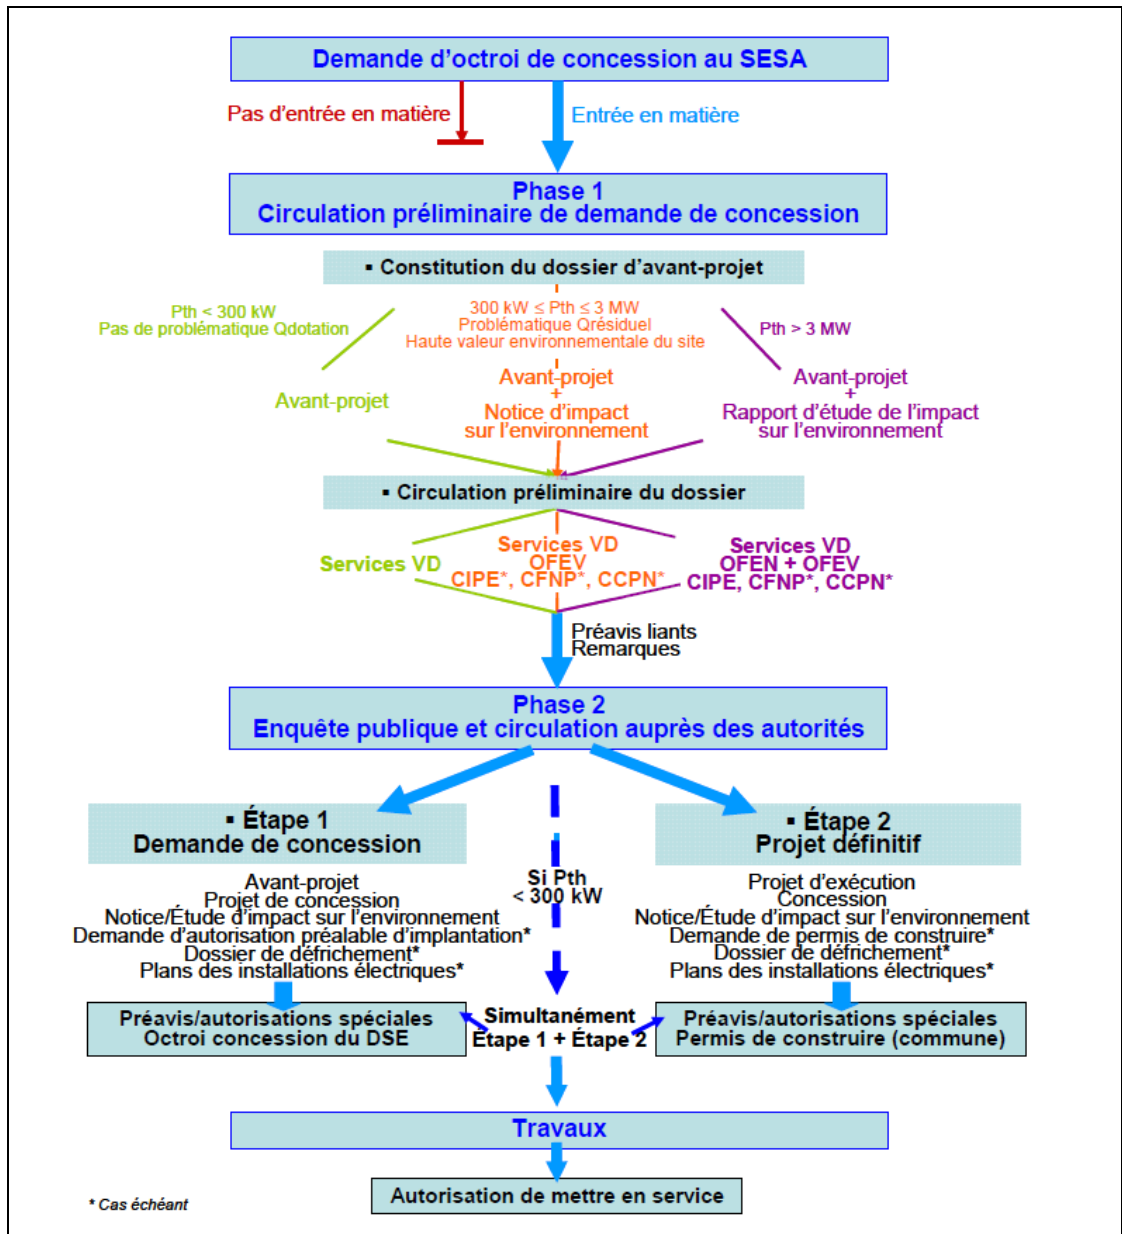 Demande d'octroi de concession au SESA
Pas d'entrée en matière
Entrée en matière
Phase 1
Circulation préliminaire de demande de concession
▪ Constitution du dossier d'avant-projet
Pth < 300 kW
Pas de problématique Qdotation
300 kW ≤ Pth ≤ 3 MW
Problématique Qrésiduel
Haute valeur environnementale du site
Pth > 3 MW
Avant-projet
Avant-projet
+
Notice d'impact
sur l'environnement
Avant-projet
+
Rapport d'étude de l'impact
sur l'environnement
▪ Circulation préliminaire du dossier
Services VD
Services VD
OFEV
CIPE*, CFNP*, CCPN*
Services VD
OFEN + OFEV
CIPE, CFNP*, CCPN*
Préavis liants
Remarques
Phase 2
Enquête publique et circulation auprès des autorités
▪ Étape 1
Demande de concession
Avant-projet
Projet de concession
Notice/Étude d'impact sur l'environnement
Demande d'autorisation préalable d'implantation*
Dossier de défrichement*
Plans des installations électriques*
Préavis/autorisations spéciales
Octroi concession du DSE
Si Pth
< 300 kW
Simultanément
Étape 1 + Étape 2
▪ Étape 2
Projet définitif
Projet d'exécution
Concession
Notice/Étude d'impact sur l'environnement
Demande de permis de construire*
Dossier de défrichement*
Plans des installations électriques*
Préavis/autorisations spéciales
Permis de construire (commune)
Travaux
Autorisation de mettre en service
* Cas échéant